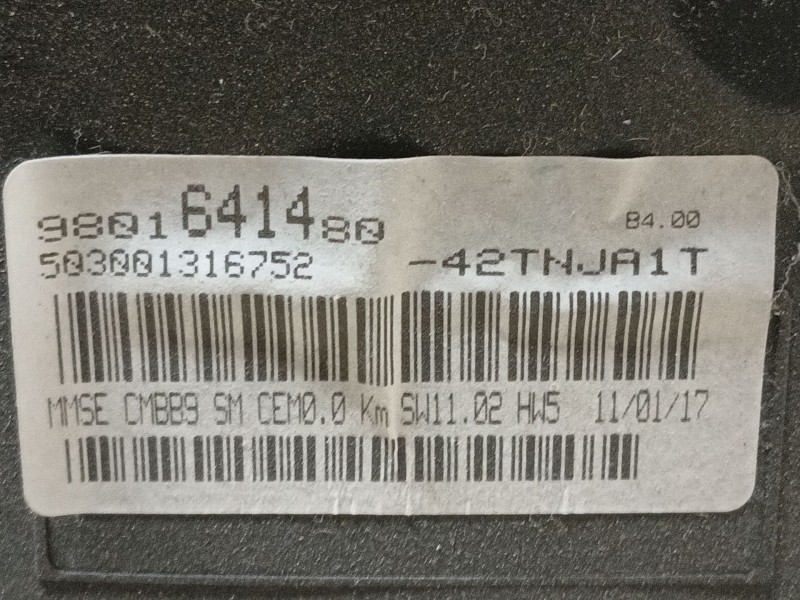 9801641480
84.00
503001316752
-42TNJA1T
MMSE CMBB9 SM CEM0.0 Km SW11.02 HW5 11/01/17